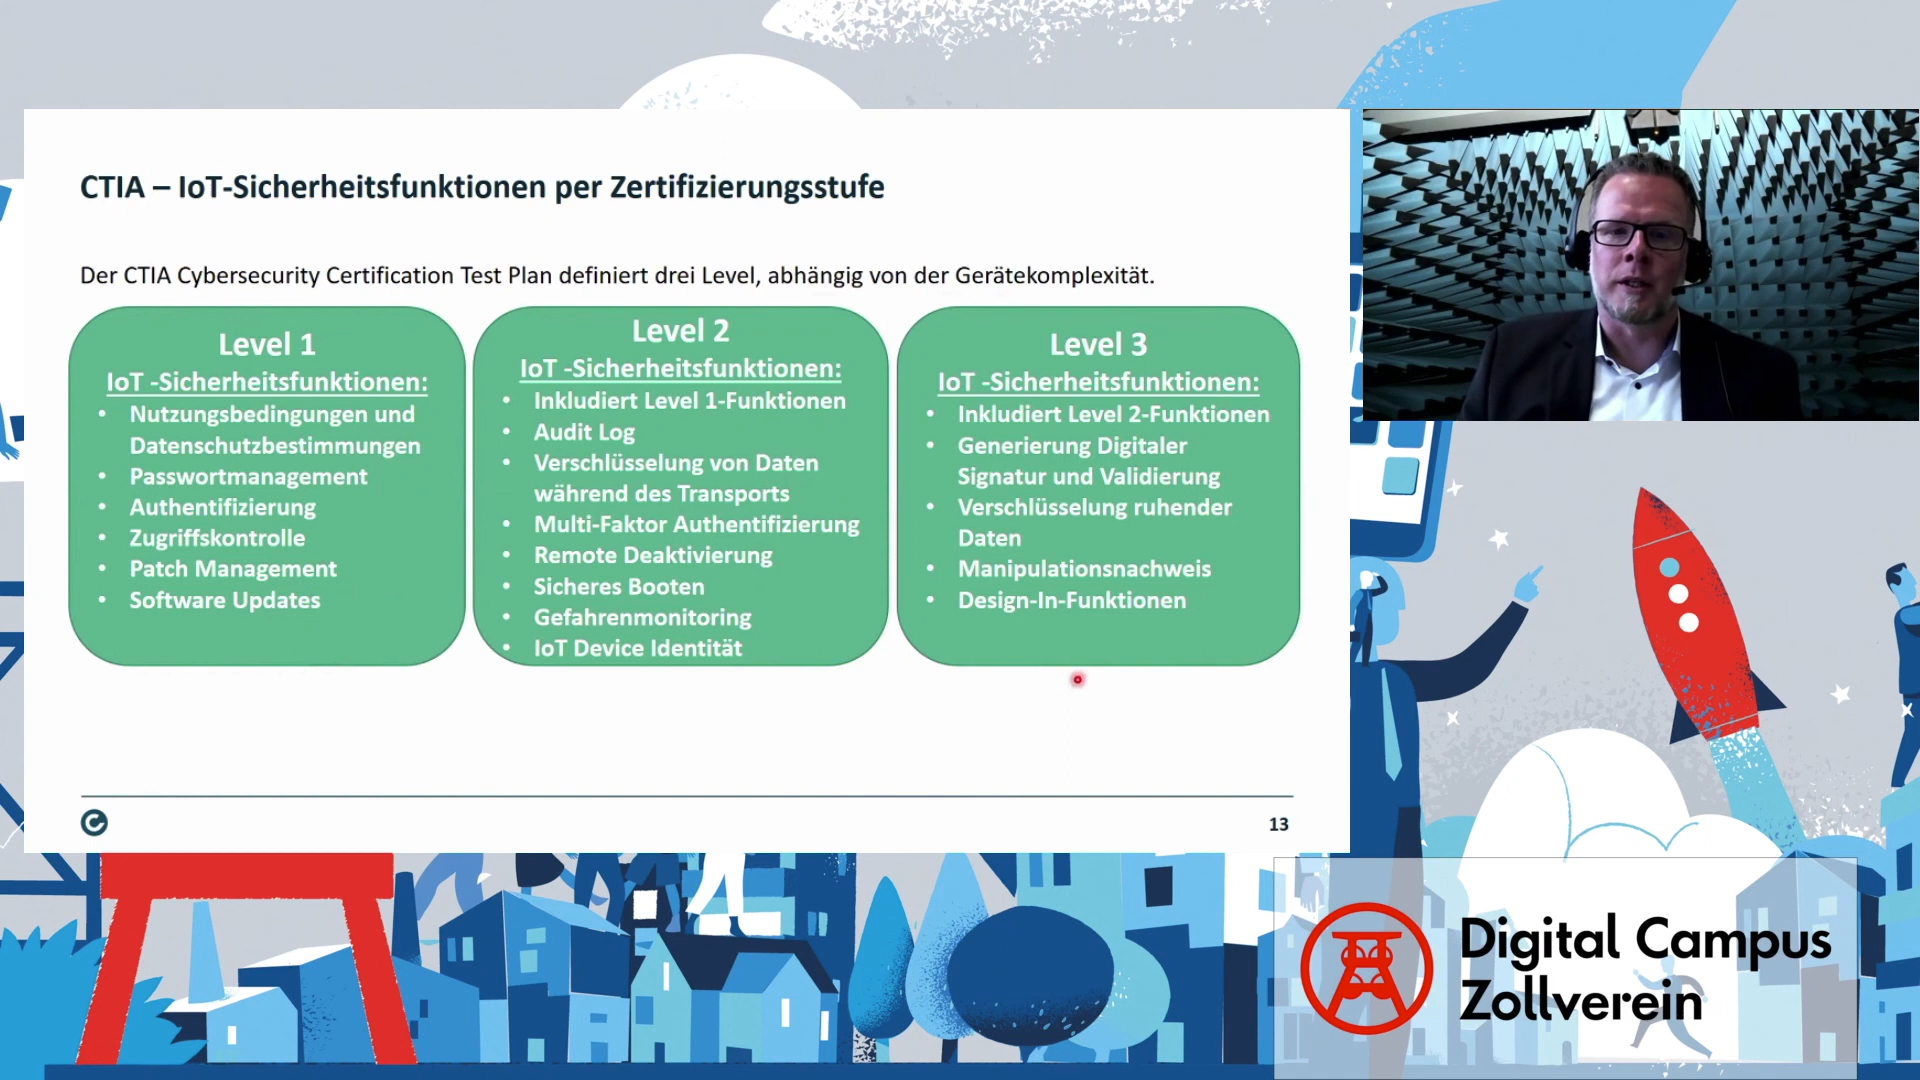 CTIA – IoT-Sicherheitsfunktionen per Zertifizierungsstufe
Der CTIA Cybersecurity Certification Test Plan definiert drei Level, abhängig von der Gerätekomplexität.
Level 1
IoT -Sicherheitsfunktionen:
• Nutzungsbedingungen und
Datenschutzbestimmungen
• Passwortmanagement
• Authentifizierung
• Zugriffskontrolle
• Patch Management
• Software Updates
Level 2
IoT -Sicherheitsfunktionen:
• Inkludiert Level 1-Funktionen
• Audit Log
• Verschlüsselung von Daten
während des Transports
• Multi-Faktor Authentifizierung
• Remote Deaktivierung
• Sicheres Booten
• Gefahrenmonitoring
• IoT Device Identität
Level 3
IoT -Sicherheitsfunktionen:
• Inkludiert Level 2-Funktionen
• Generierung Digitaler
Signatur und Validierung
• Verschlüsselung ruhender
Daten
• Manipulationsnachweis
• Design-In-Funktionen
13
Digital Campus
Zollverein